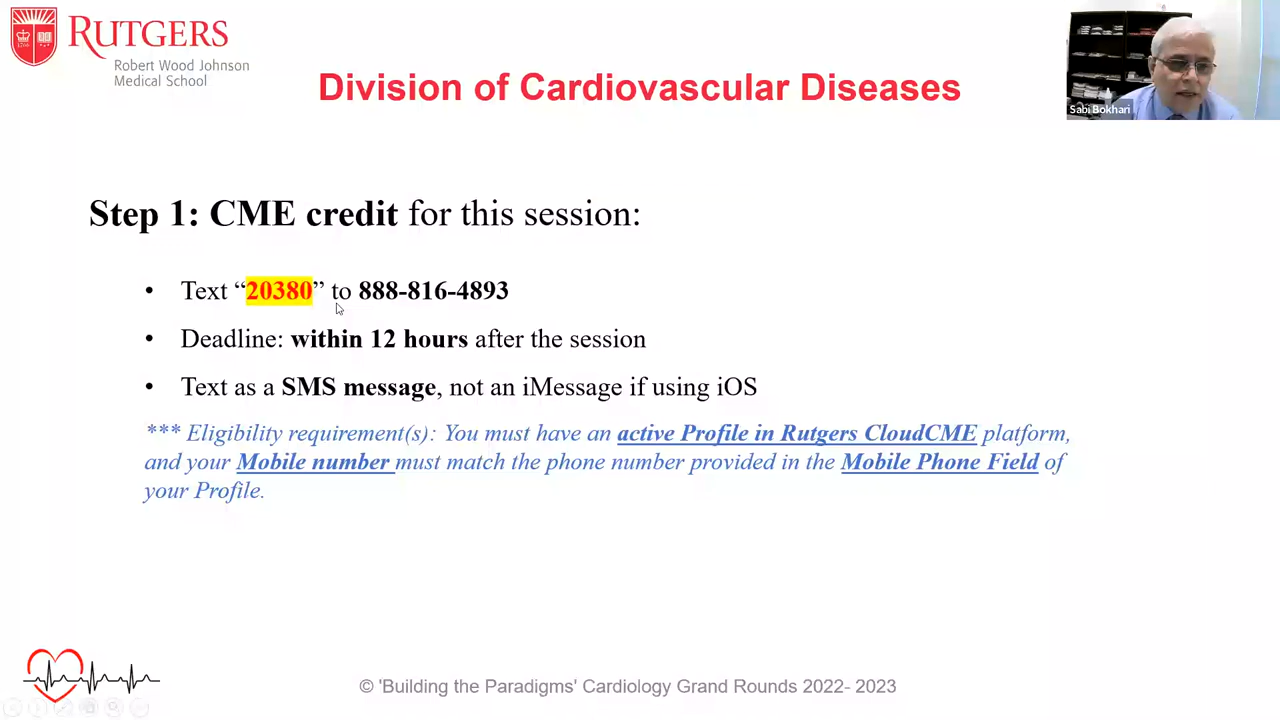 RUTGERS
Robert Wood Johnson
Medical School
Division of Cardiovascular Diseases
Sabi Bokhari
Step 1: CME credit for this session:
• Text “20380” to 888-816-4893
• Deadline: within 12 hours after the session
• Text as a SMS message, not an iMessage if using iOS
*** Eligibility requirement(s): You must have an active Profile in Rutgers CloudCME platform,
and your Mobile number must match the phone number provided in the Mobile Phone Field of
your Profile.
© 'Building the Paradigms' Cardiology Grand Rounds 2022- 2023